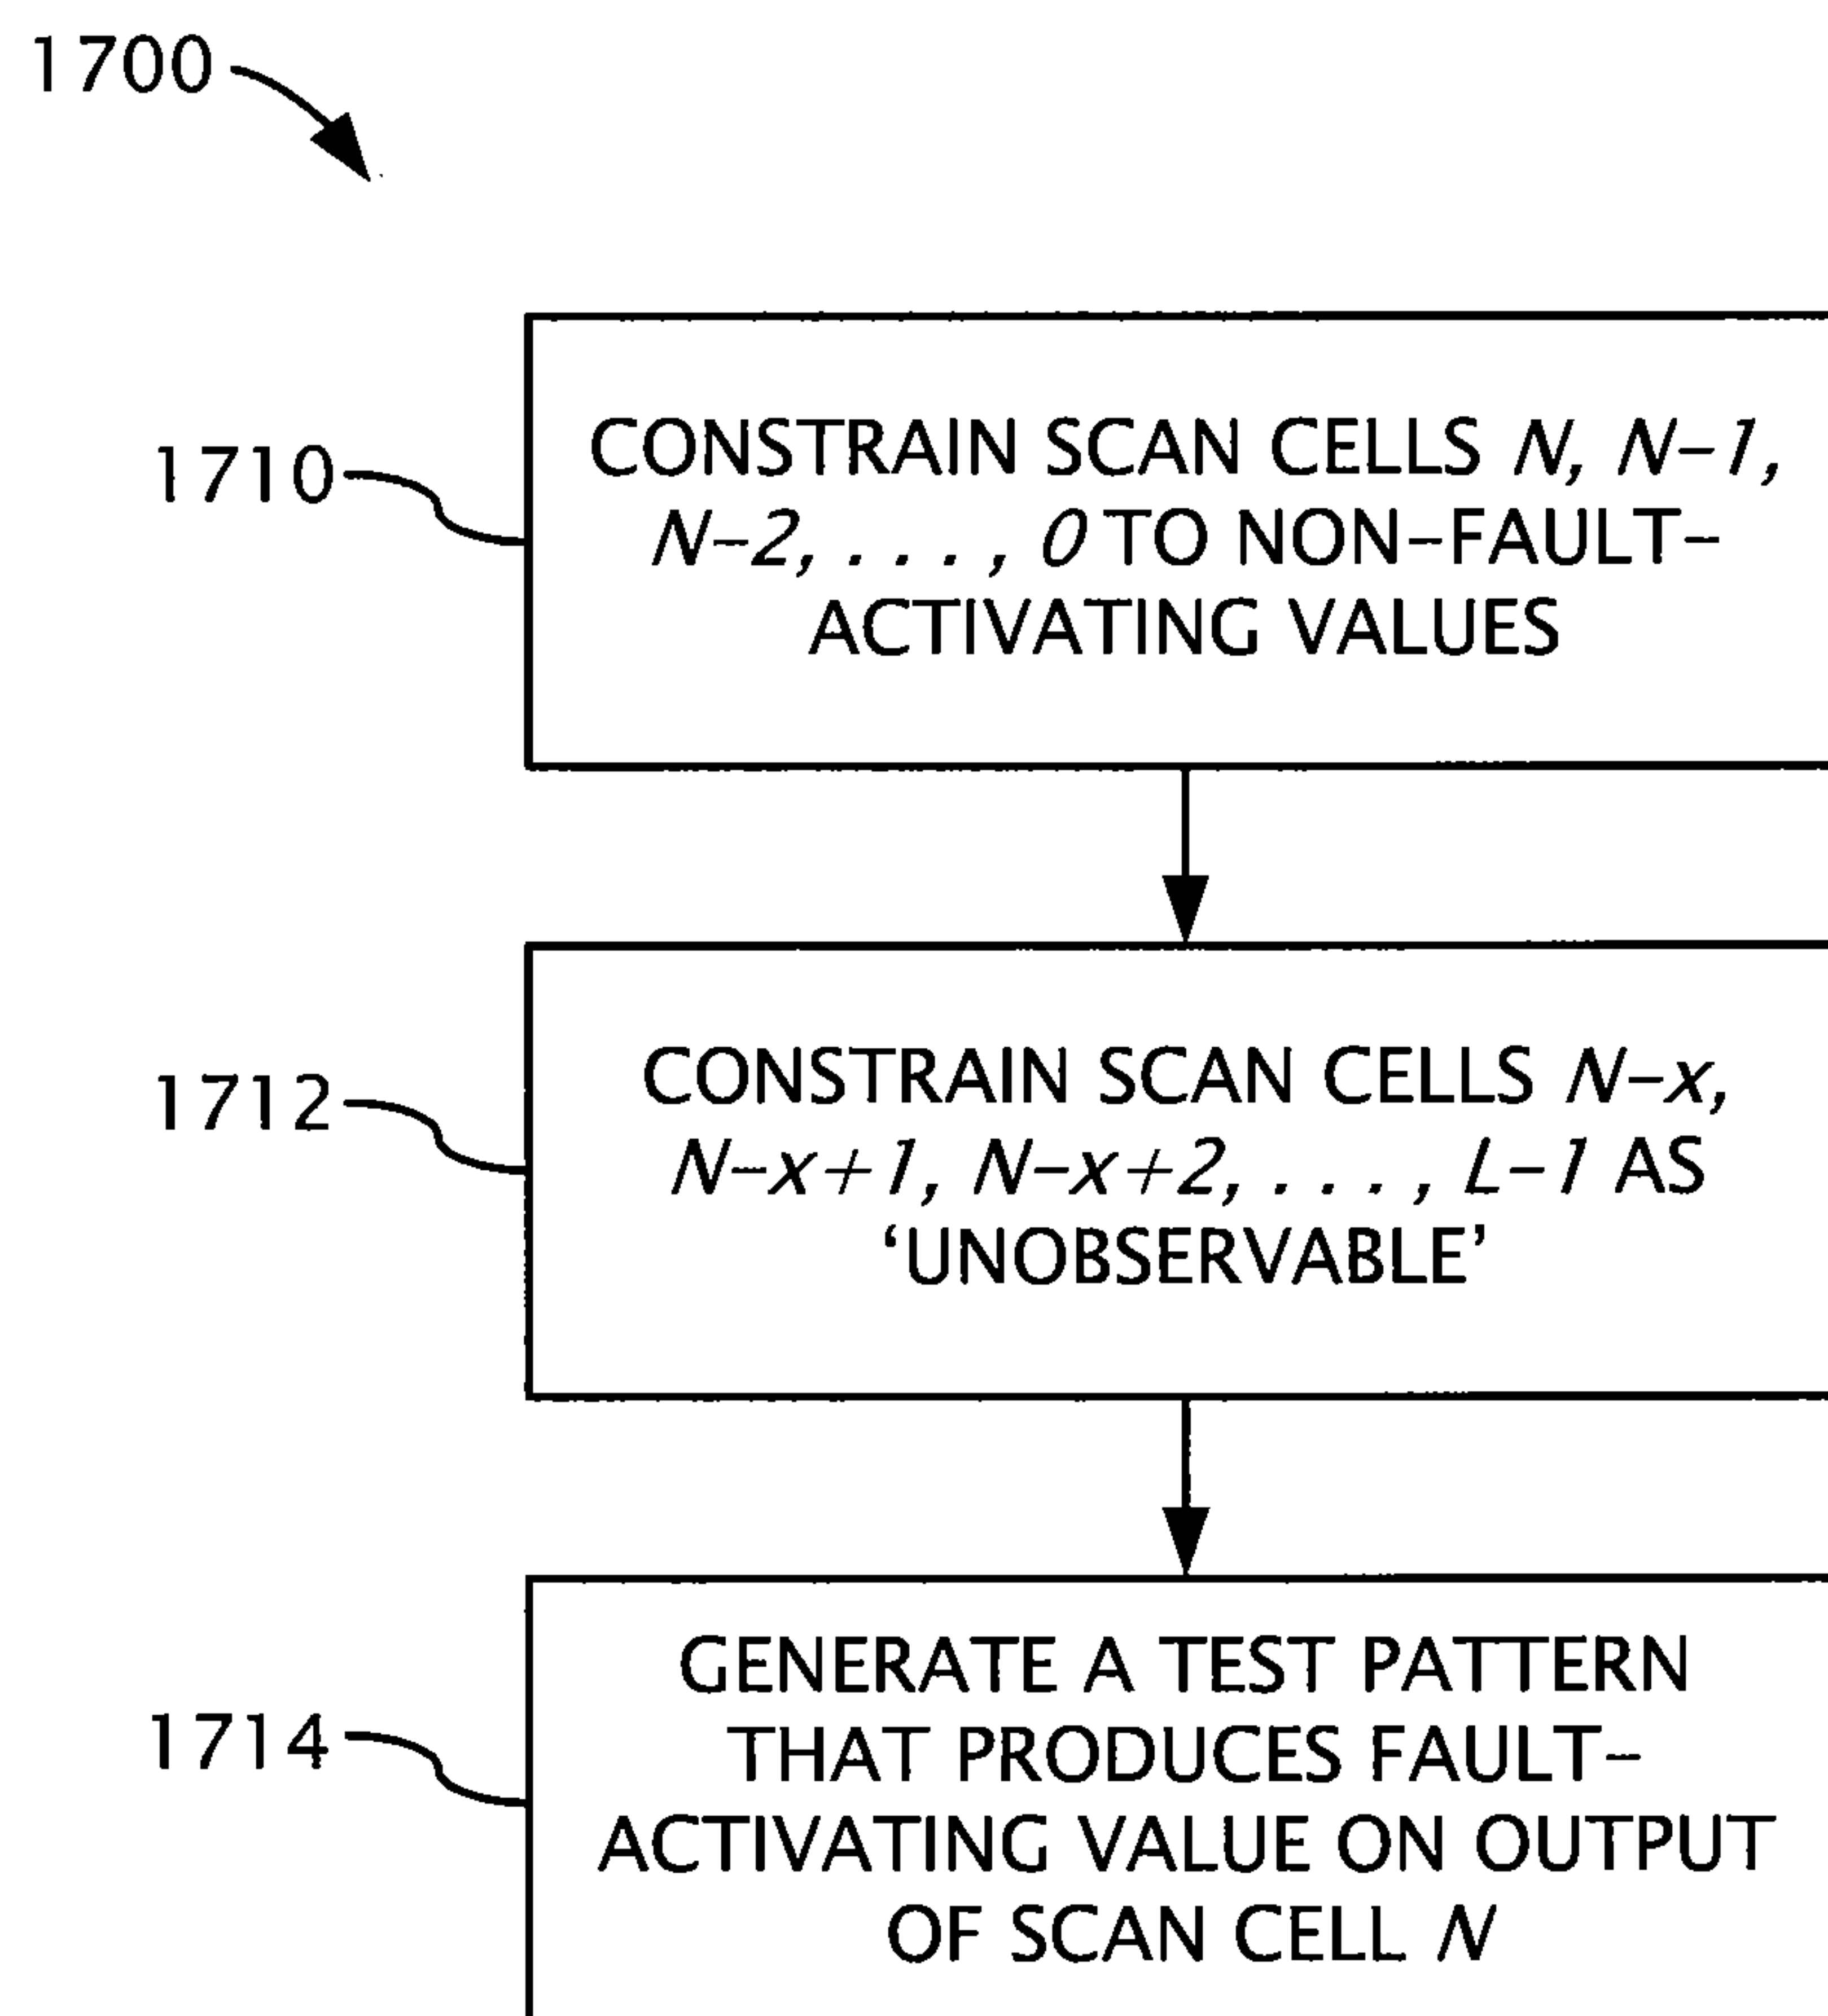 1700
1710
CONSTRAIN SCAN CELLS N, N-1,
N-2, . . . , 0 TO NON-FAULT-
ACTIVATING VALUES
1712
CONSTRAIN SCAN CELLS N-x,
N-x+1, N-x+2, . . . , L-1 AS
‘UNOBSERVABLE’
1714
GENERATE A TEST PATTERN
THAT PRODUCES FAULT-
ACTIVATING VALUE ON OUTPUT
OF SCAN CELL N